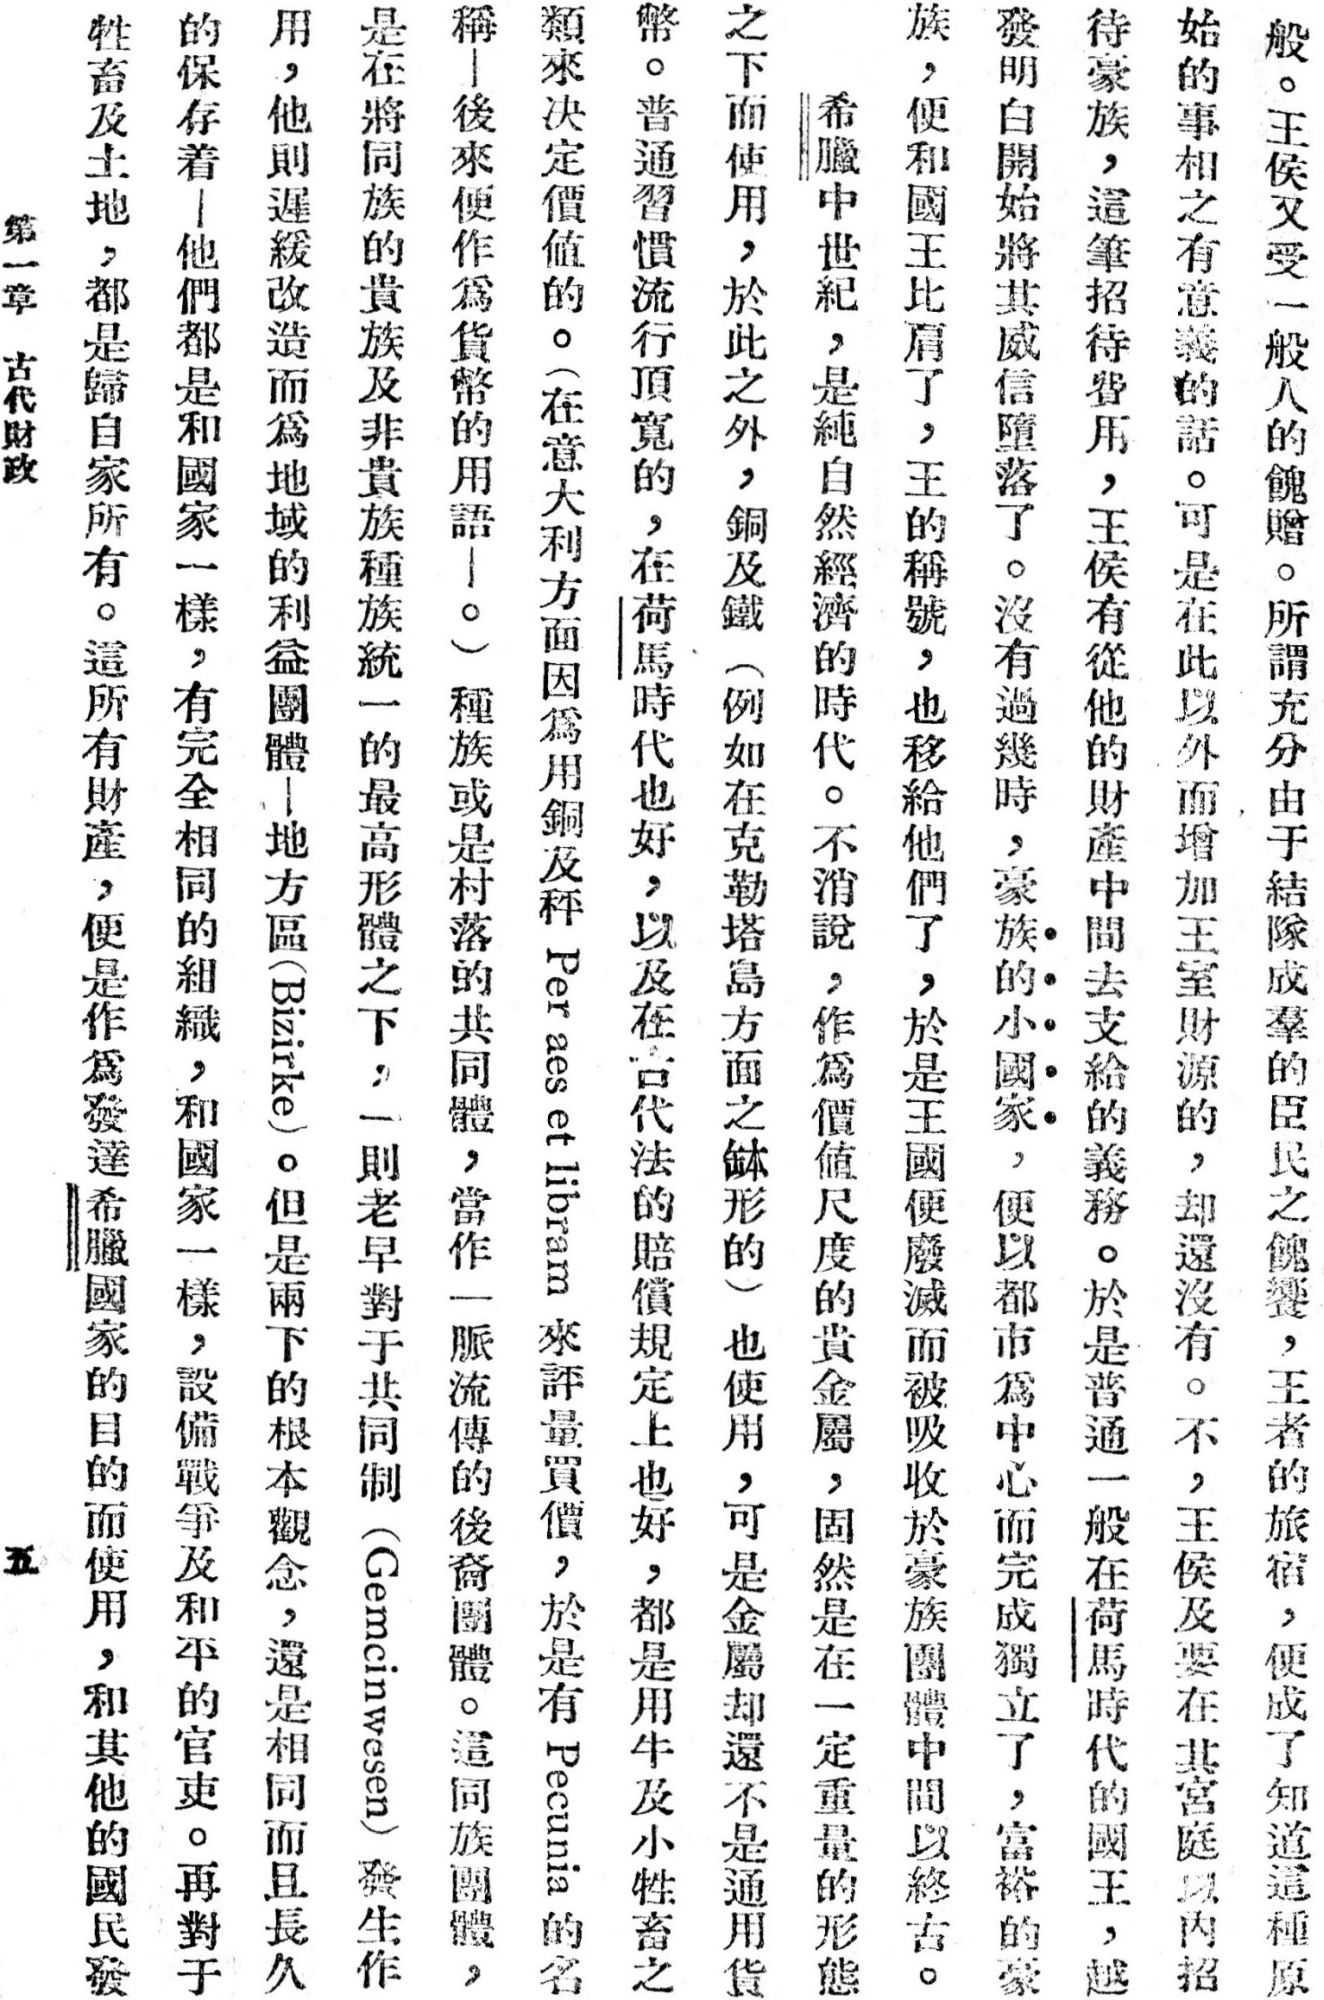 般。王侯又受一般人的餽贈。所謂充分由于結隊成羣的臣民之餽饗，王者的旅宿，便成了知道這種原
始的事相之有意義的話。可是在此以外而增加王室財源的，却還沒有。不，王侯及要在其宮庭以內招
待豪族，這筆招待費用，王侯有從他的財產中間去支給的義務。於是普通一般在荷馬時代的國王，越
發明白開始將其威信墮落了。沒有過幾時，豪族的小國家，便以都市爲中心而完成獨立了，富裕的豪
族，便和國王比肩了，王的稱號，也移給他們了，於是王國便廢滅而被吸收於豪族團體中間以終古。
希臘中世紀，是純自然經濟的時代。不消說，作爲價值尺度的貴金屬，固然是在一定重量的形態
之下而使用，於此之外，銅及鐵（例如在克勒塔島方面之缽形的）也使用，可是金屬却還不是通用貨
幣。普通習慣流行頂寬的，在荷馬時代也好，以及在古代法的賠償規定上也好，都是用牛及小牲畜之
類來決定價值的。（在意大利方面因爲用銅及秤 Per aes et libram 來評量買價，於是有 Pecunia 的名
稱—後來便作爲貨幣的用語—。）種族或是村落的共同體，當作一脈流傳的後裔團體。這同族團體，
是在將同族的貴族及非貴族種族統一的最高形體之下，一則老早對于共同制（Gemeinwesen）發生作
用，他則遲緩改造而爲地域的利益團體—地方區（Bizirke）。但是兩下的根本觀念，還是相同而且長久
的保存着—他們都是和國家一樣，有完全相同的組織，和國家一樣，設備戰爭及和平的官吏。再對于
牲畜及土地，都是歸自家所有。這所有財產，便是作爲發達希臘國家的目的而使用，和其他的國民發
第一章　古代財政　五